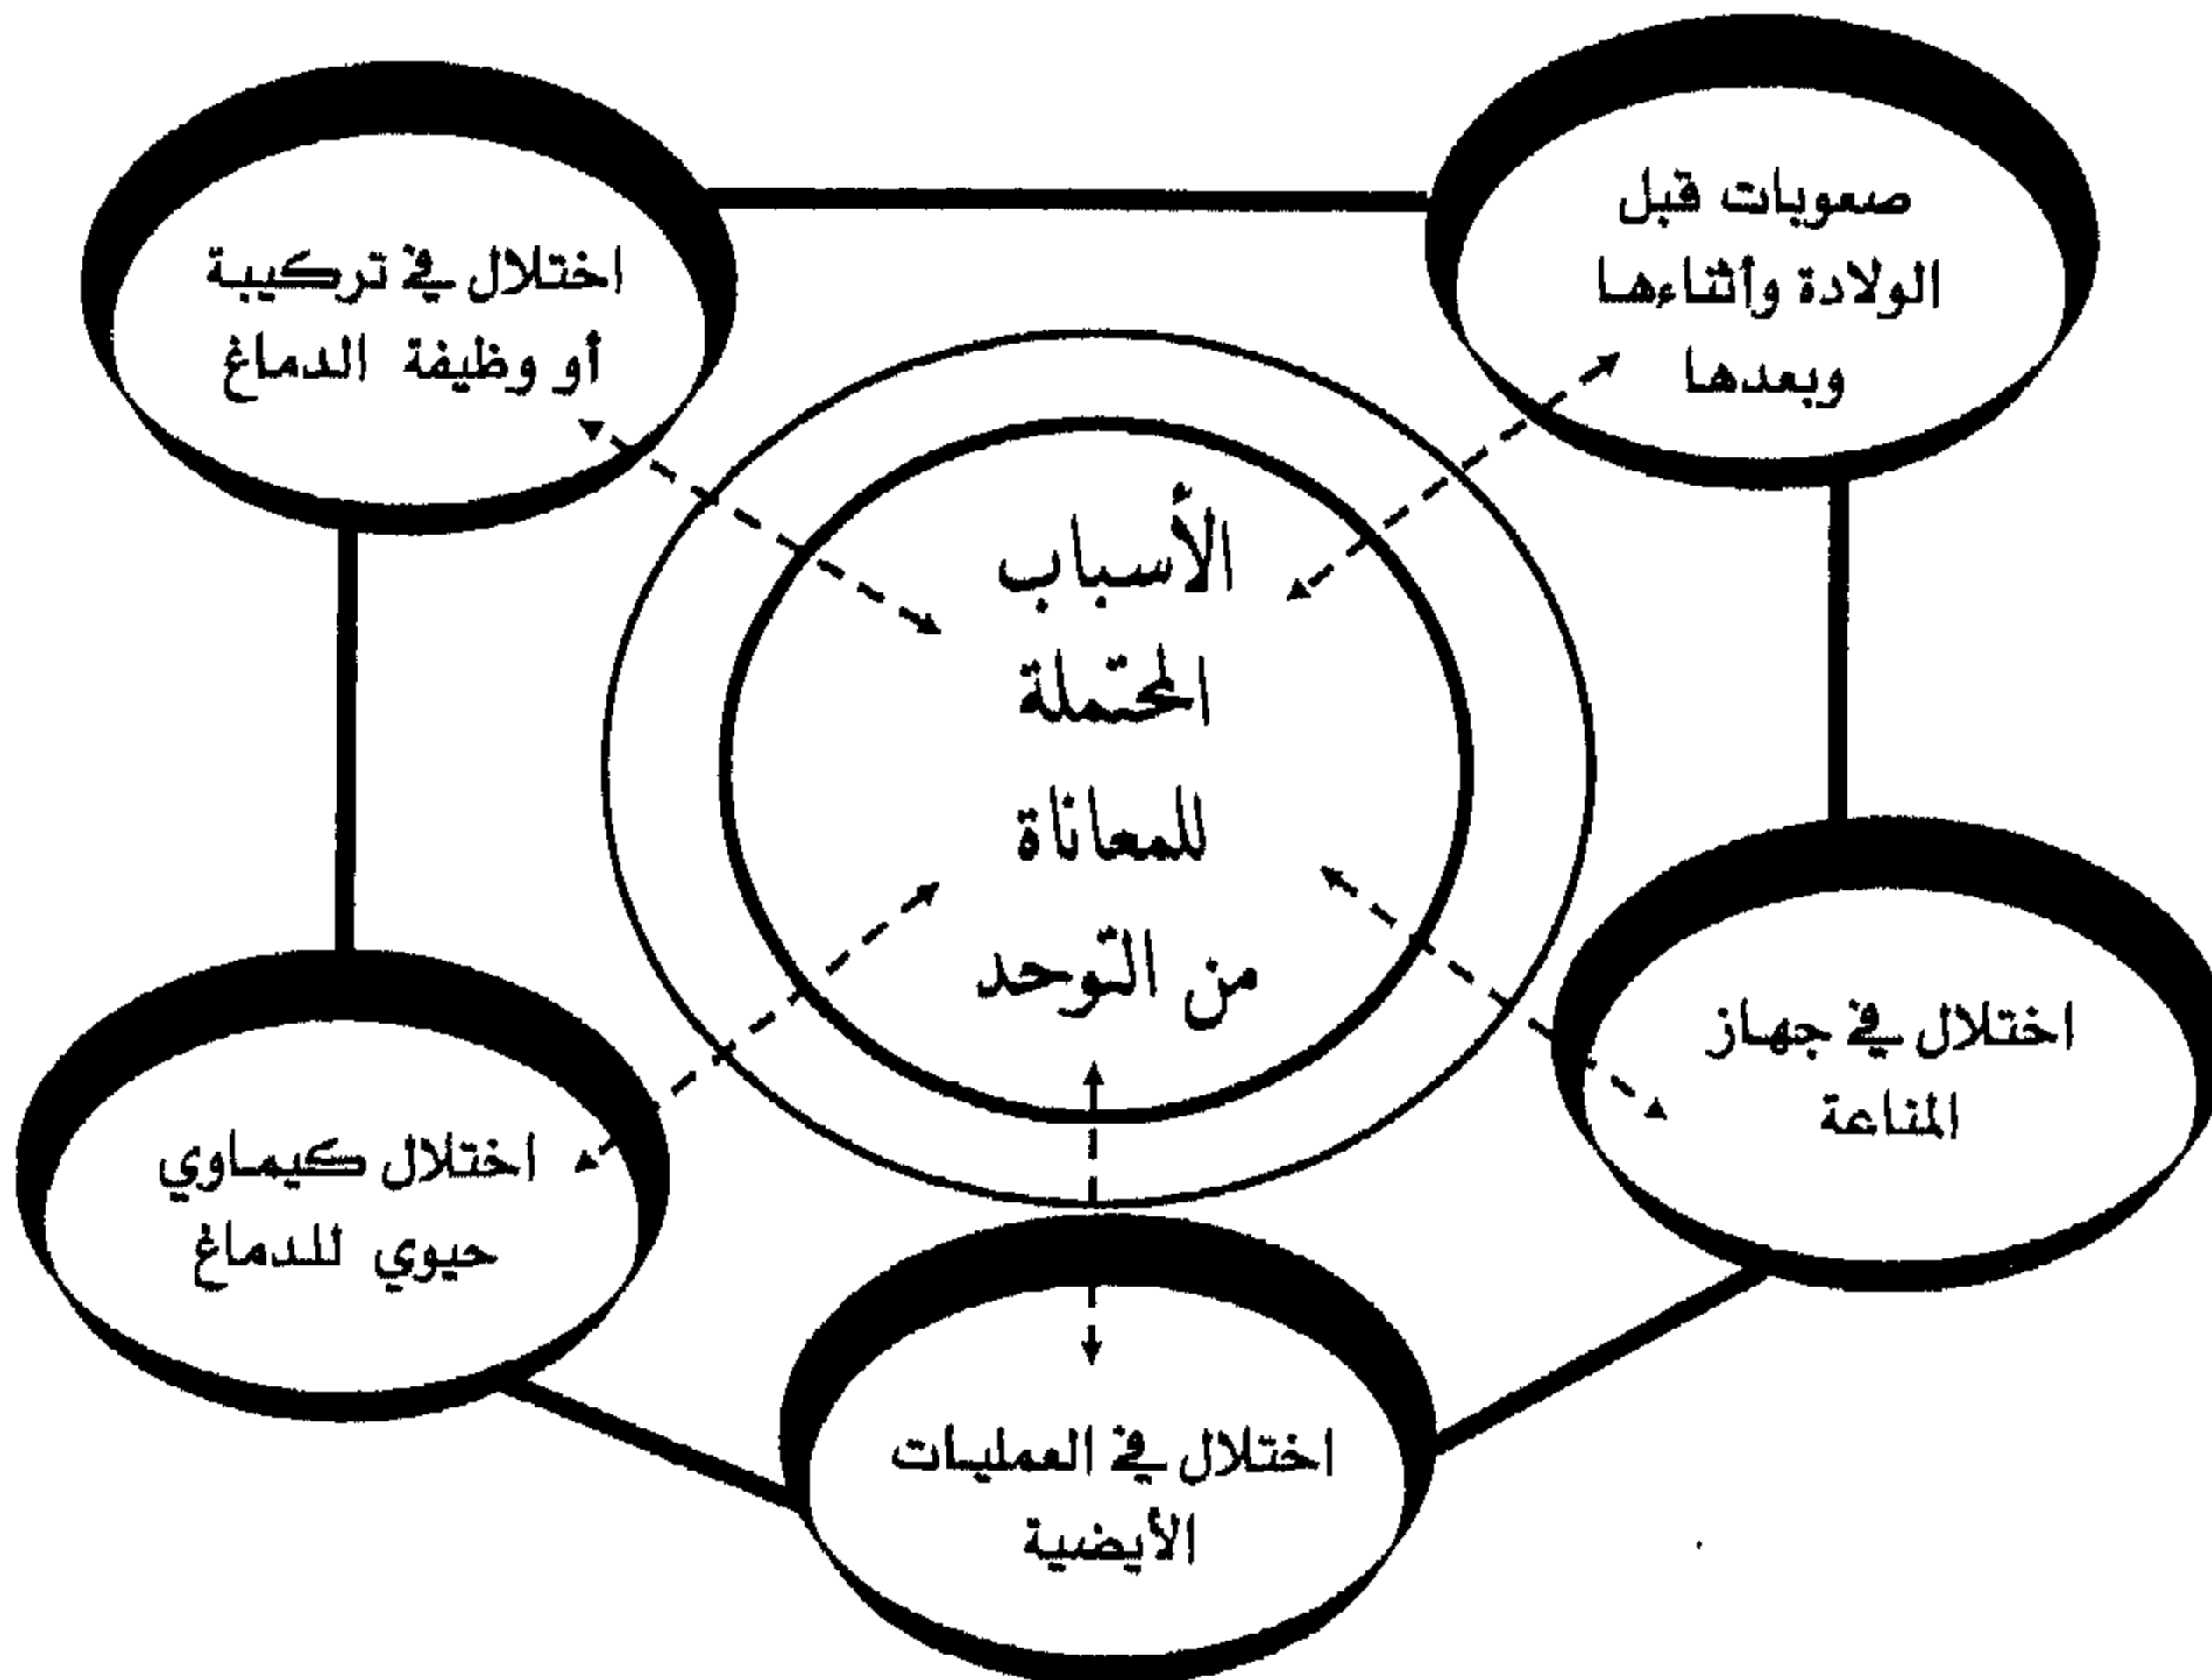 صعوبات قبل
الولادة وأثناءها
وبعدها
اختلال في تركيبة
أو وظيفة الدماغ
الأسباب
المحتملة
للمعاناة
من التوحد
اختلال في جهاز
المناعة
اختلال كيماوي
حيوي للدماغ
اختلال في العمليات
الأيضية